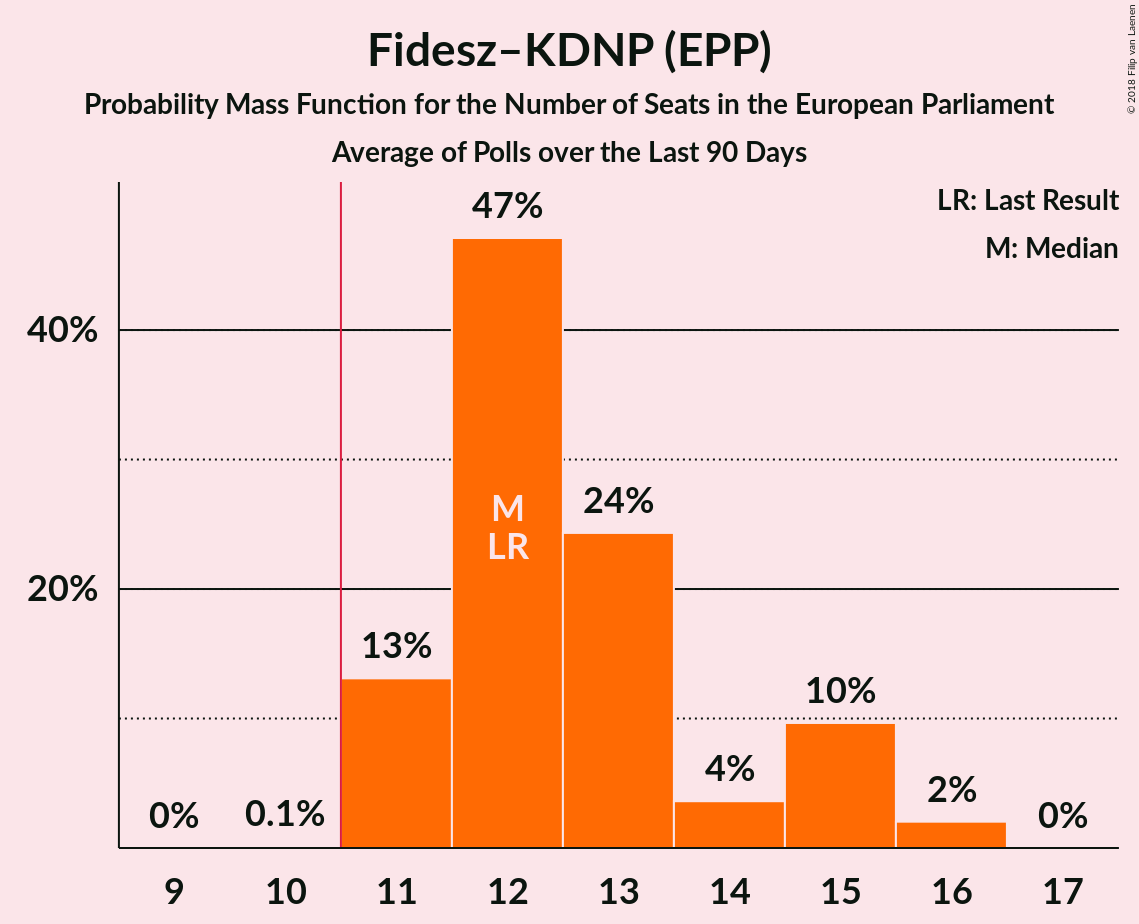 Fidesz–KDNP (EPP)
Probability Mass Function for the Number of Seats in the European Parliament
Average of Polls over the Last 90 Days
© 2018 Filip van Laenen
LR: Last Result
M: Median
40%
20%
0%
0.1%
13%
47%
M
LR
24%
4%
10%
2%
0%
9 10 11 12 13 14 15 16 17